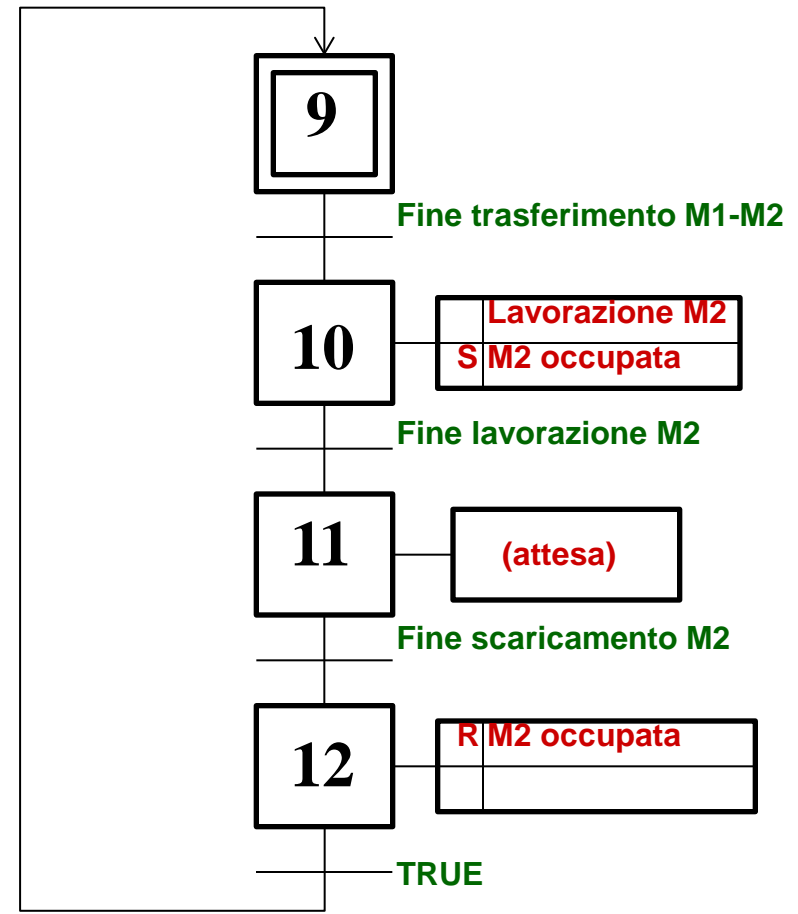 9
Fine trasferimento M1-M2
10
Lavorazione M2
S M2 occupata
Fine lavorazione M2
11
(attesa)
Fine scaricamento M2
12
R M2 occupata
TRUE